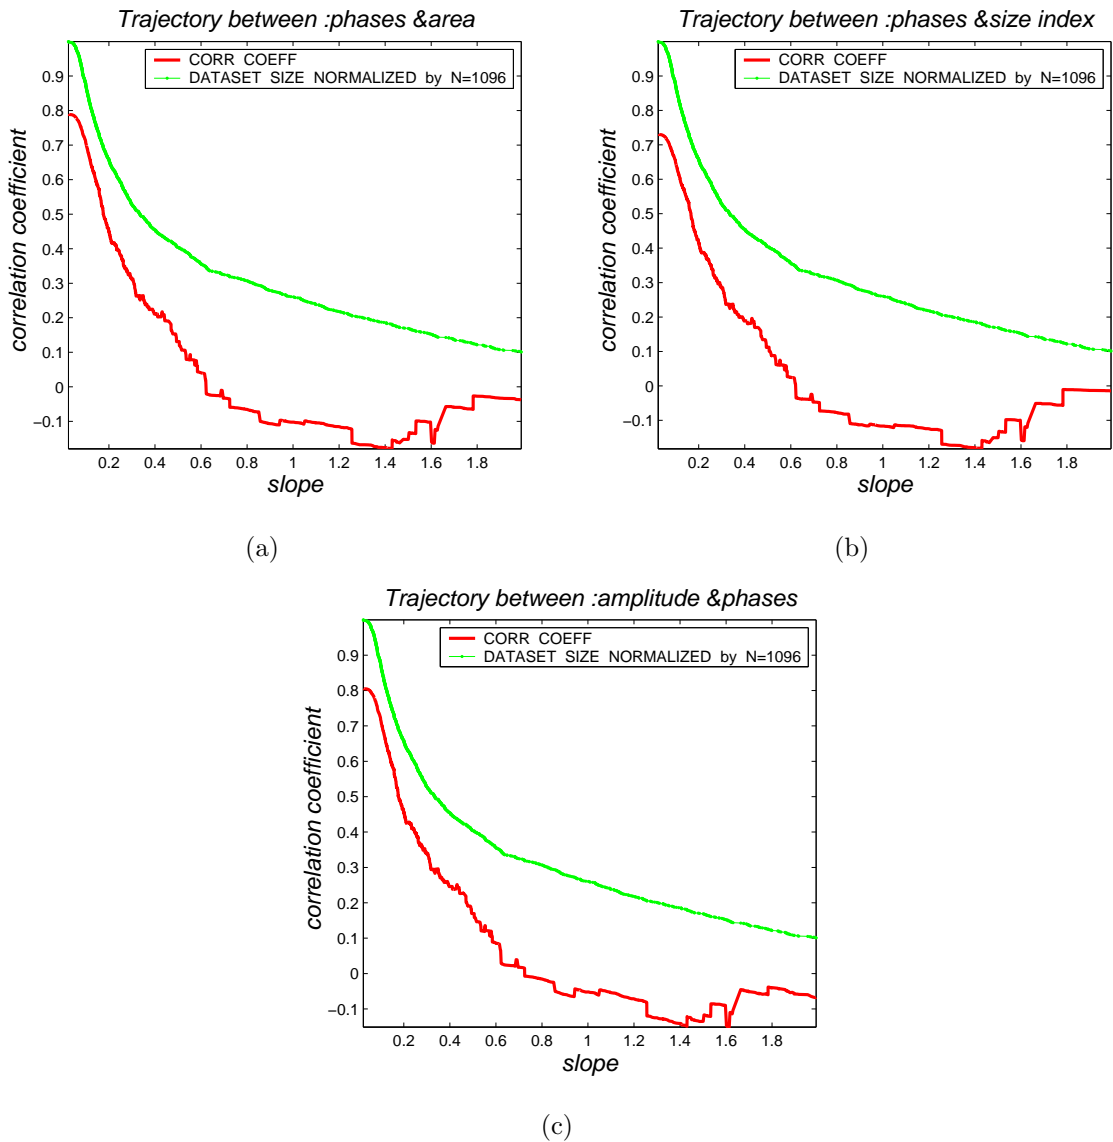 Trajectory between :phases &area
CORR COEFF
DATASET SIZE NORMALIZED by N=1096
correlation coefficient
0.9
0.8
0.7
0.6
0.5
0.4
0.3
0.2
0.1
0
−0.1
0.2 0.4 0.6 0.8 1 1.2 1.4 1.6 1.8
slope
(a)
Trajectory between :phases &size index
CORR COEFF
DATASET SIZE NORMALIZED by N=1096
correlation coefficient
0.9
0.8
0.7
0.6
0.5
0.4
0.3
0.2
0.1
0
−0.1
0.2 0.4 0.6 0.8 1 1.2 1.4 1.6 1.8
slope
(b)
Trajectory between :amplitude &phases
CORR COEFF
DATASET SIZE NORMALIZED by N=1096
correlation coefficient
0.9
0.8
0.7
0.6
0.5
0.4
0.3
0.2
0.1
0
−0.1
0.2 0.4 0.6 0.8 1 1.2 1.4 1.6 1.8
slope
(c)